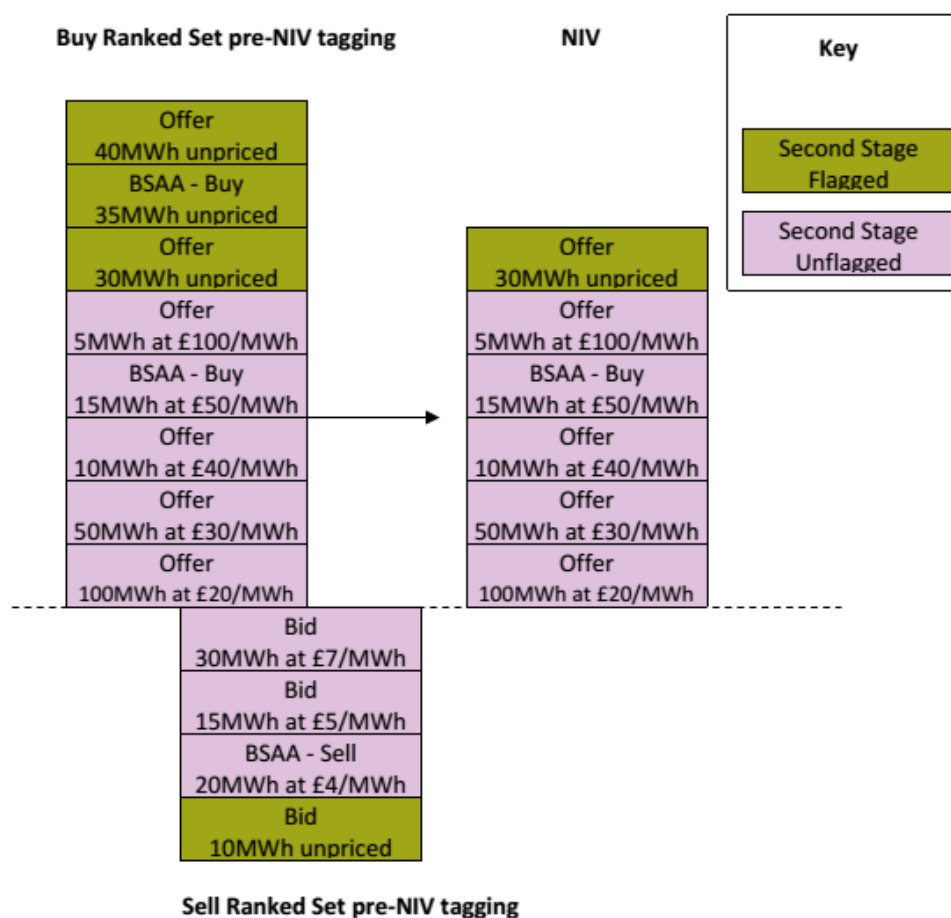 Buy Ranked Set pre-NIV tagging
Offer
40MWh unpriced
BSAA - Buy
35MWh unpriced
Offer
30MWh unpriced
Offer
5MWh at £100/MWh
BSAA - Buy
15MWh at £50/MWh
Offer
10MWh at £40/MWh
Offer
50MWh at £30/MWh
Offer
100MWh at £20/MWh
Bid
30MWh at £7/MWh
Bid
15MWh at £5/MWh
BSAA - Sell
20MWh at £4/MWh
Bid
10MWh unpriced
Sell Ranked Set pre-NIV tagging
NIV
Offer
30MWh unpriced
Offer
5MWh at £100/MWh
BSAA - Buy
15MWh at £50/MWh
Offer
10MWh at £40/MWh
Offer
50MWh at £30/MWh
Offer
100MWh at £20/MWh
Key
Second Stage
Flagged
Second Stage
Unflagged